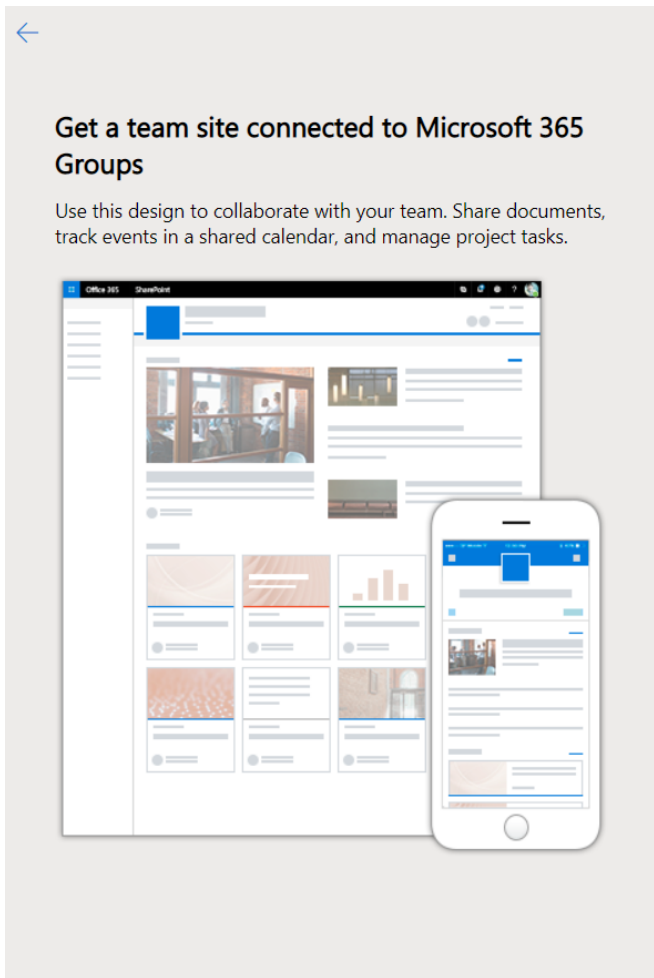 Get a team site connected to Microsoft 365
Groups
Use this design to collaborate with your team. Share documents,
track events in a shared calendar, and manage project tasks.
Office 365 SharePoint ?